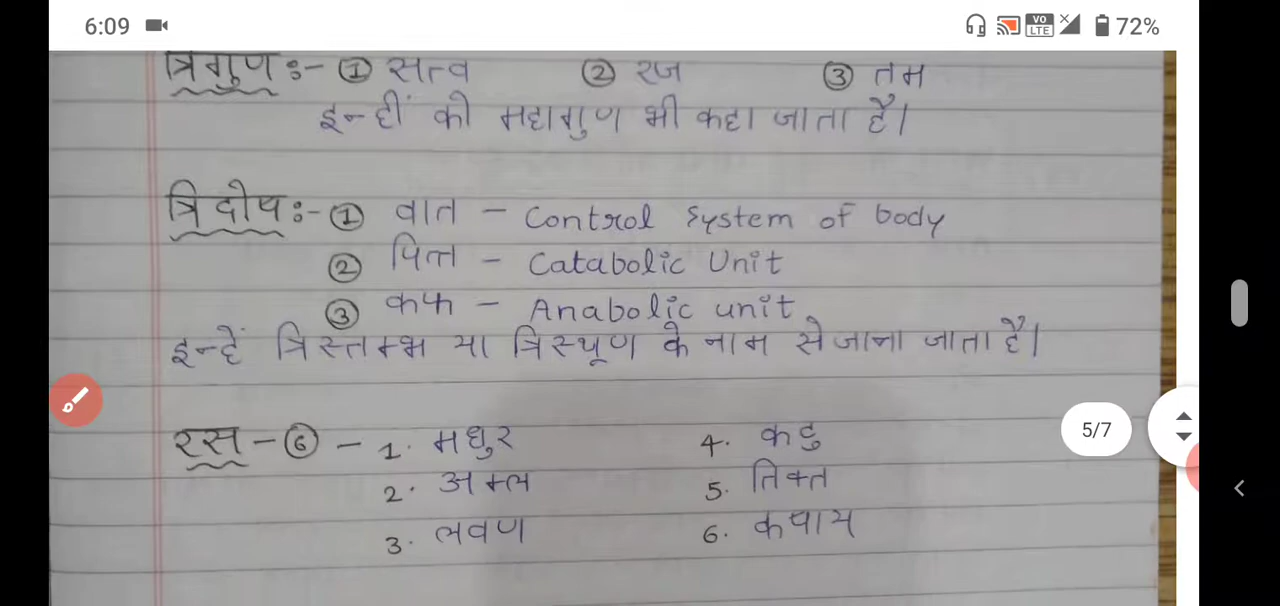 6:09 VO LTE 72%
त्रिगुण :- ① सत्व ② रज ③ तम
इन्हीं को महागुण भी कहा जाता है।
त्रिदोष :- ① वात - Control System of body
② पित्त - Catabolic Unit
③ कफ - Anabolic unit
इन्हें त्रिस्तम्भ या त्रिस्थूण के नाम से जाना जाता है।
रस - ⑥ - 1. मधुर 4. कटु
2. अम्ल 5. तिक्त
3. लवण 6. कषाय
5/7